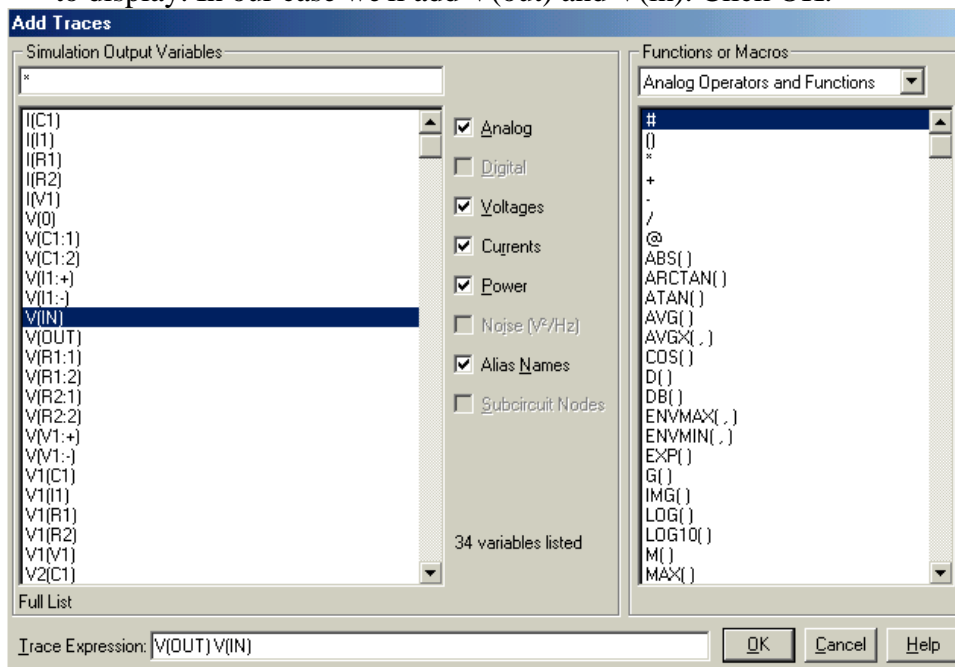 to display. In our case we'll add V(out) and V(in). Click OK.
Add Traces
Simulation Output Variables
*
I(C1)
I(I1)
I(R1)
I(R2)
I(V1)
V(0)
V(C1:1)
V(C1:2)
V(I1:+)
V(I1:-)
V(IN)
V(OUT)
V(R1:1)
V(R1:2)
V(R2:1)
V(R2:2)
V(V1:+)
V(V1:-)
V1(C1)
V1(I1)
V1(R1)
V1(R2)
V1(V1)
V2(C1)
Full List
Analog
Digital
Voltages
Currents
Power
Noise (V²/Hz)
Alias Names
Subcircuit Nodes
34 variables listed
Functions or Macros
Analog Operators and Functions
#
()
*
+
-
/
@
ABS( )
ARCTAN( )
ATAN( )
AVG( )
AVGX( , )
COS( )
D( )
DB( )
ENVMAX( , )
ENVMIN( , )
EXP( )
G( )
IMG( )
LOG( )
LOG10( )
M( )
MAX( )
Trace Expression: V(OUT) V(IN)
OK
Cancel
Help